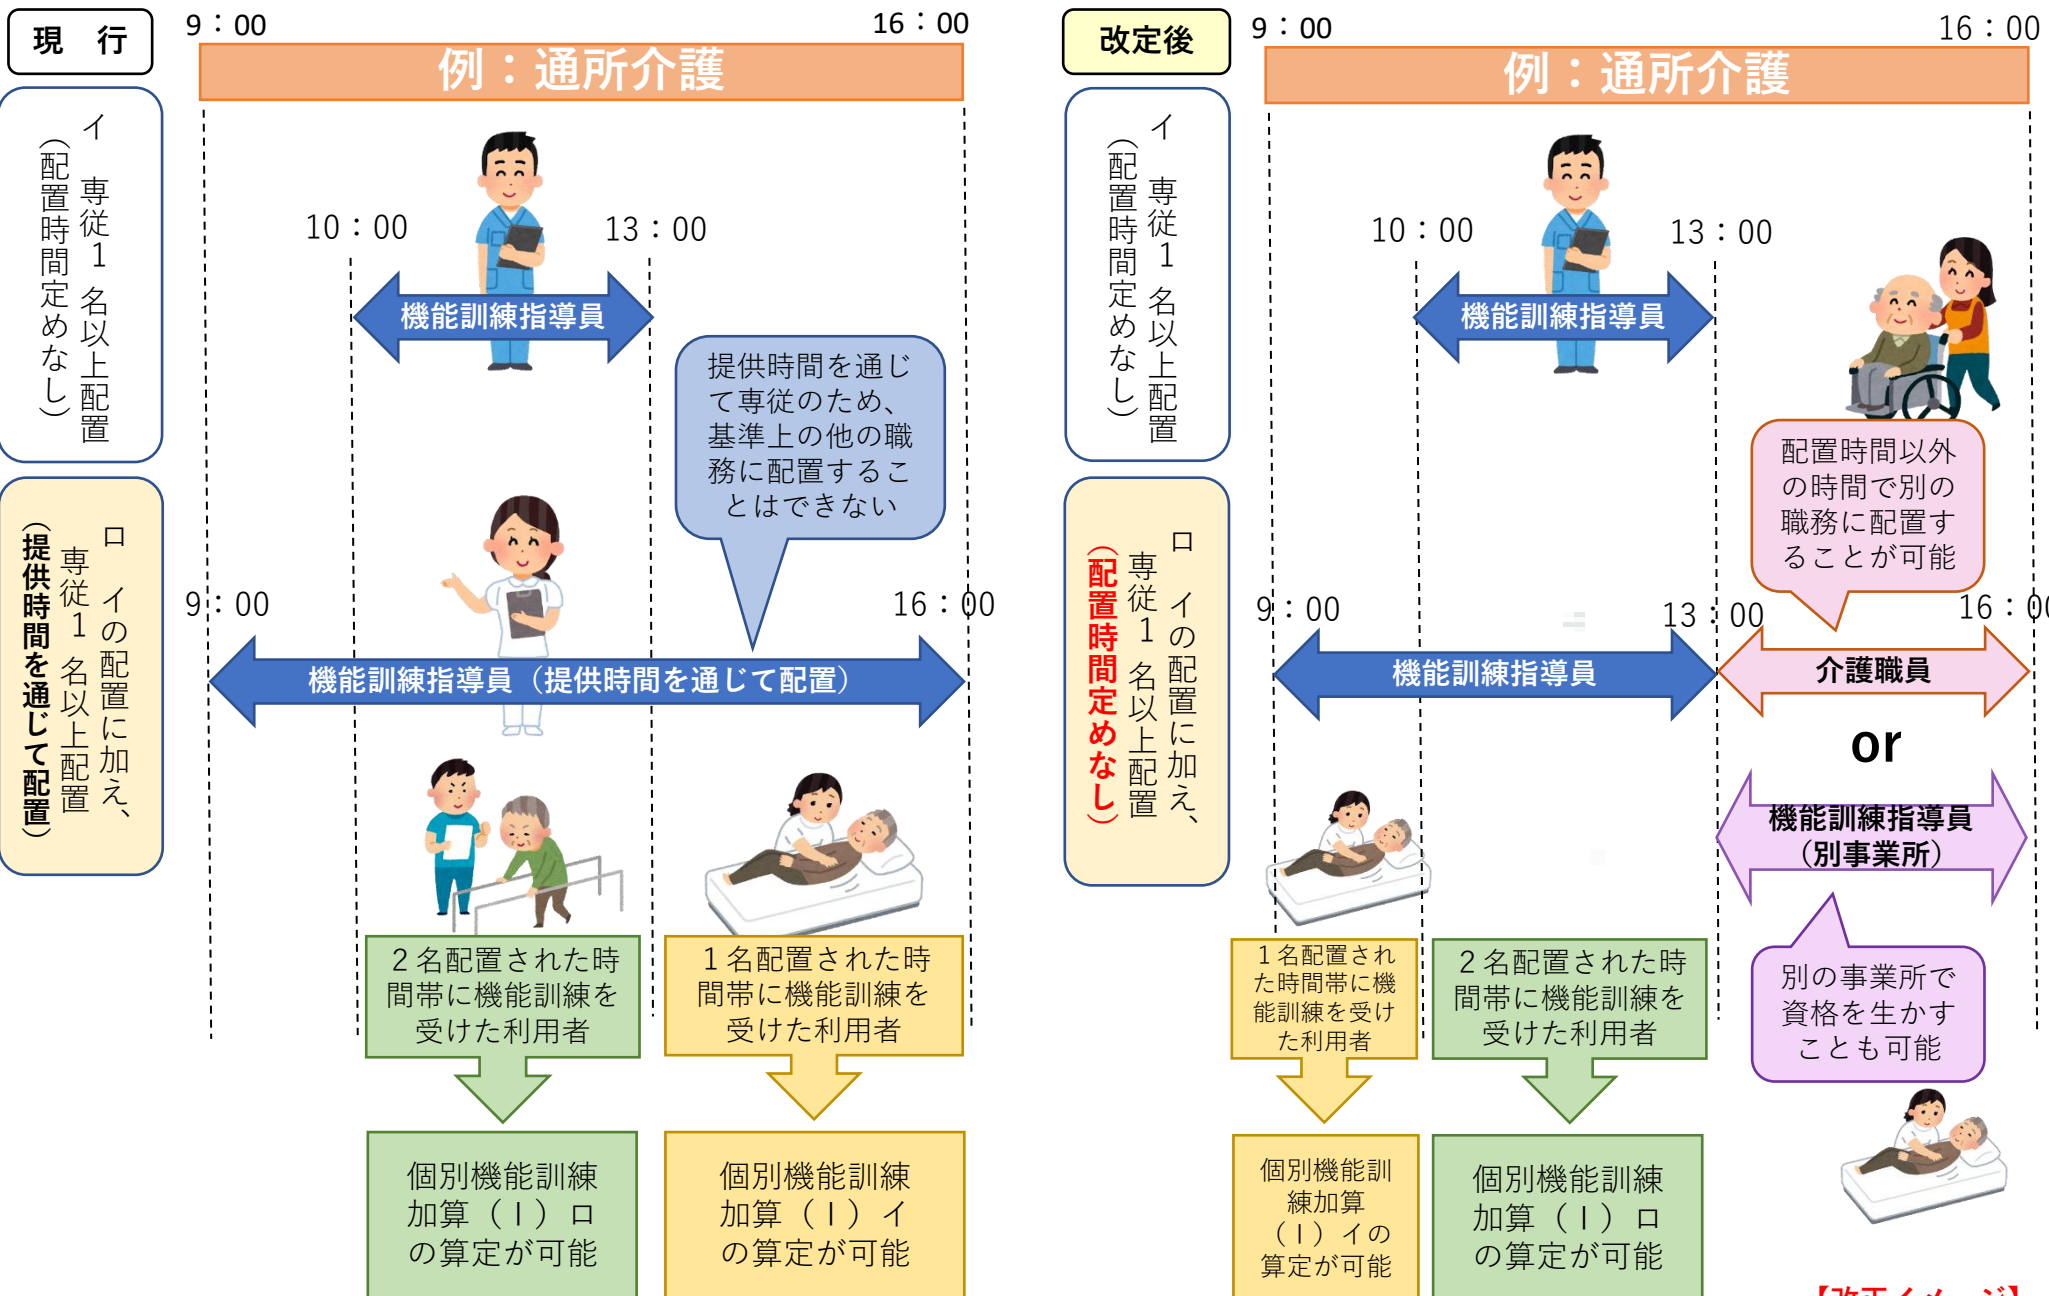 現　行
9：00
16：00
例：通所介護
イ　専従１名以上配置
（配置時間定めなし）
10：00
13：00
機能訓練指導員
提供時間を通じ
て専従のため、
基準上の他の職
務に配置するこ
とはできない
ロ　イの配置に加え、
専従１名以上配置
（提供時間を通じて配置）
9：00
16：00
機能訓練指導員（提供時間を通じて配置）
２名配置された時
間帯に機能訓練を
受けた利用者
１名配置された時
間帯に機能訓練を
受けた利用者
個別機能訓練
加算（Ⅰ）ロ
の算定が可能
個別機能訓練
加算（Ⅰ）イ
の算定が可能
改定後
9：00
16：00
例：通所介護
イ　専従１名以上配置
（配置時間定めなし）
10：00
13：00
機能訓練指導員
配置時間以外
の時間で別の
職務に配置す
ることが可能
ロ　イの配置に加え、
専従１名以上配置
（配置時間定めなし）
9：00
13：00
16：00
機能訓練指導員
介護職員
or
機能訓練指導員
（別事業所）
別の事業所で
資格を生かす
ことも可能
１名配置され
た時間帯に機
能訓練を受け
た利用者
２名配置された時
間帯に機能訓練を
受けた利用者
個別機能訓
練加算
（Ⅰ）イの
算定が可能
個別機能訓練
加算（Ⅰ）ロ
の算定が可能
【改正イメージ】